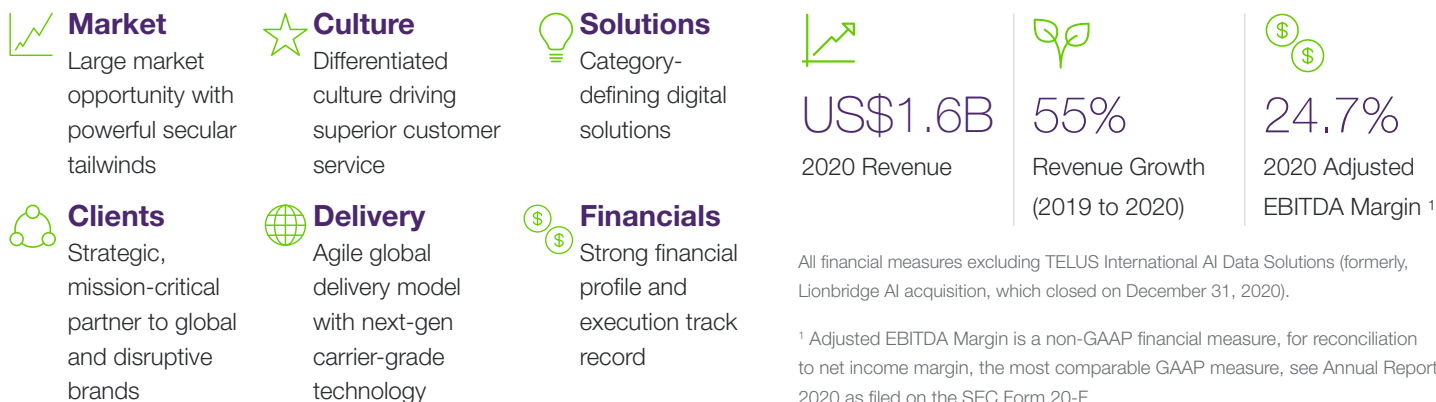 Market
Large market
opportunity with
powerful secular
tailwinds
Culture
Differentiated
culture driving
superior customer
service
Solutions
Category-
defining digital
solutions
Clients
Strategic,
mission-critical
partner to global
and disruptive
brands
Delivery
Agile global
delivery model
with next-gen
carrier-grade
technology
$
$
Financials
Strong financial
profile and
execution track
record
US$1.6B
2020 Revenue
55%
Revenue Growth
(2019 to 2020)
$
$
24.7%
2020 Adjusted
EBITDA Margin ¹
All financial measures excluding TELUS International AI Data Solutions (formerly,
Lionbridge AI acquisition, which closed on December 31, 2020).
¹ Adjusted EBITDA Margin is a non-GAAP financial measure, for reconciliation
to net income margin, the most comparable GAAP measure, see Annual Report
2020 as filed on the SEC Form 20-F